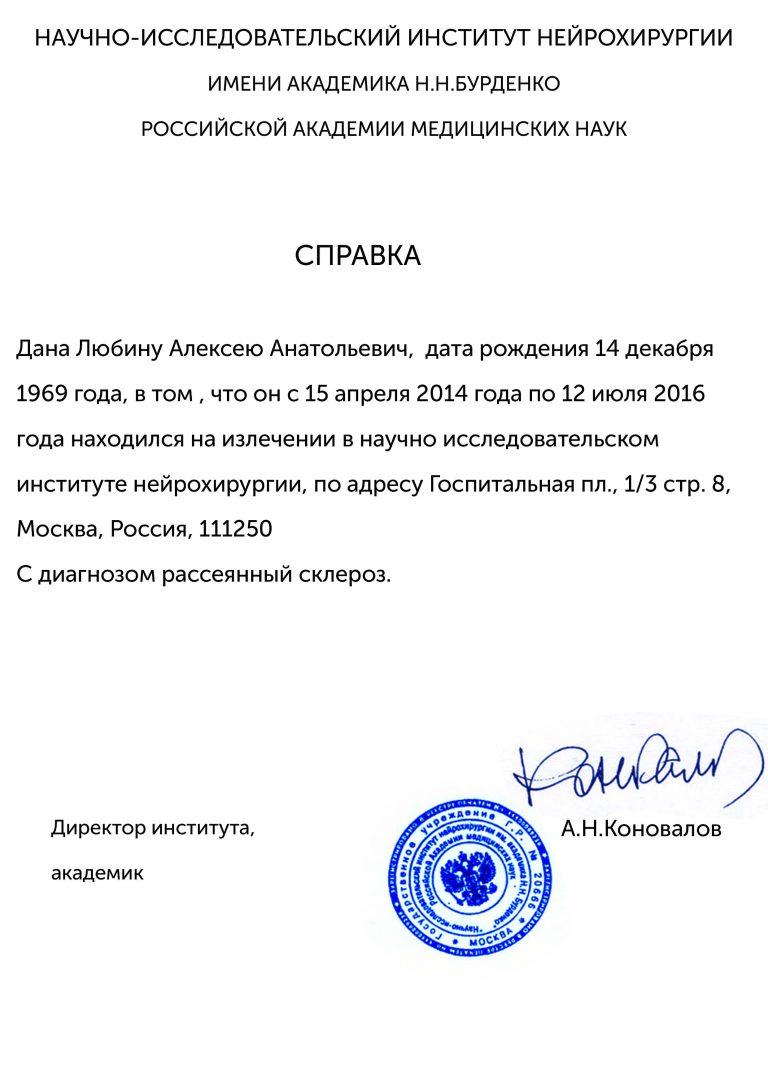 НАУЧНО-ИССЛЕДОВАТЕЛЬСКИЙ ИНСТИТУТ НЕЙРОХИРУРГИИ
ИМЕНИ АКАДЕМИКА Н.Н.БУРДЕНКО
РОССИЙСКОЙ АКАДЕМИИ МЕДИЦИНСКИХ НАУК
СПРАВКА
Дана Любину Алексею Анатольевич, дата рождения 14 декабря
1969 года, в том , что он с 15 апреля 2014 года по 12 июля 2016
года находился на излечении в научно исследовательском
институте нейрохирургии, по адресу Госпитальная пл., 1/3 стр. 8,
Москва, Россия, 111250
С диагнозом рассеянный склероз.
Директор института,
академик
А.Н.Коновалов
Государственное учреждение Г.Р. № 20666 * МОСКВА *
"Научно-исследовательский институт нейрохирургии им. академика Н.Н. Бурденко"
Российской Академии медицинских наук